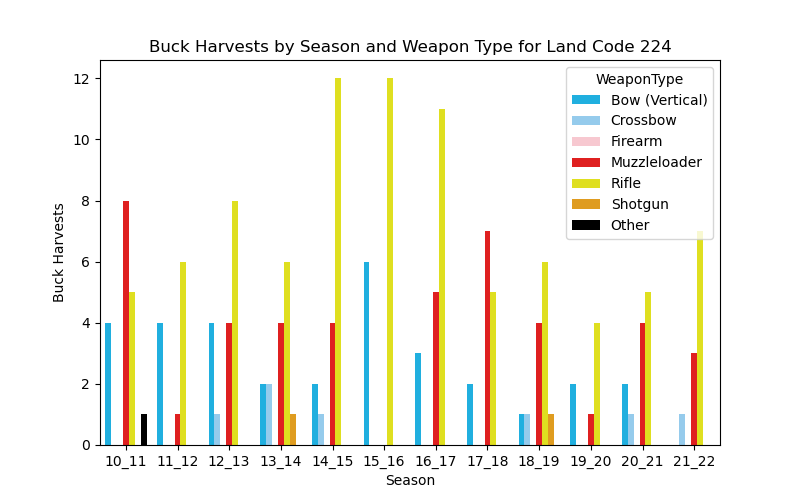 Buck Harvests by Season and Weapon Type for Land Code 224
WeaponType
Bow (Vertical)
Crossbow
Firearm
Muzzleloader
Rifle
Shotgun
Other
Buck Harvests
12
10
8
6
4
2
0
10_11 11_12 12_13 13_14 14_15 15_16 16_17 17_18 18_19 19_20 20_21 21_22
Season